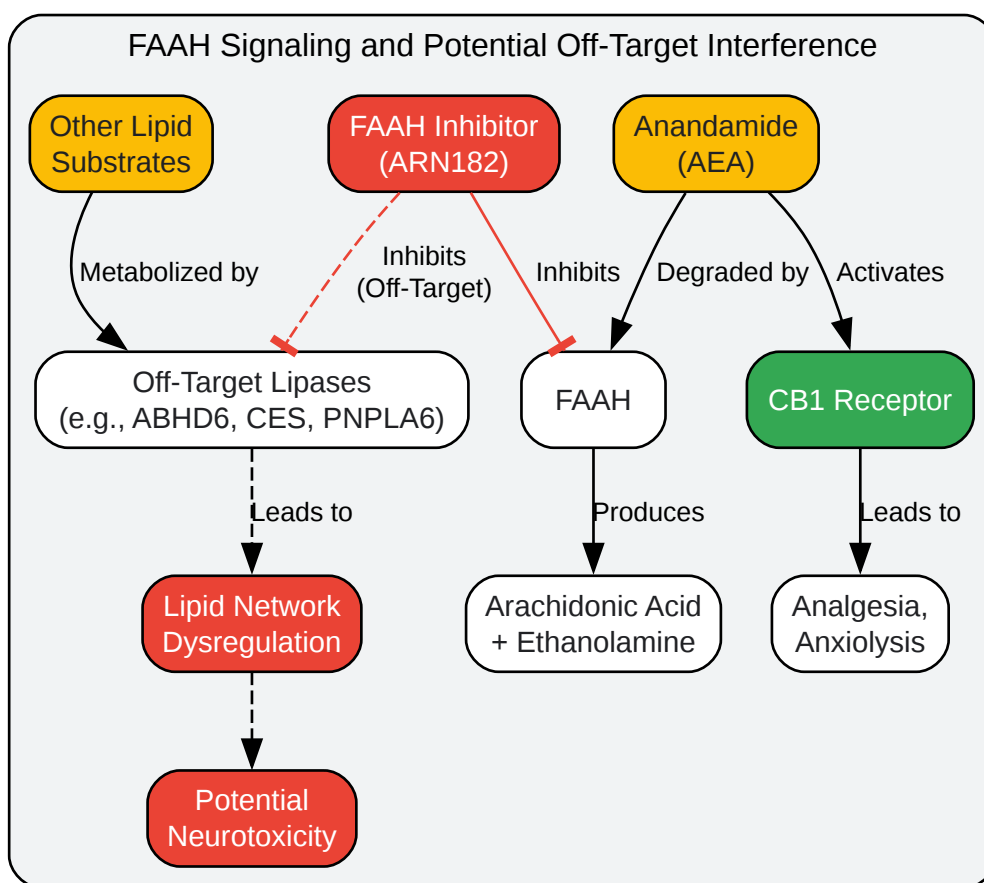 FAAH Signaling and Potential Off-Target Interference
Other Lipid
Substrates
FAAH Inhibitor
(ARN182)
Anandamide
(AEA)
Metabolized by
Inhibits
(Off-Target)
Inhibits
Degraded by
Activates
Off-Target Lipases
(e.g., ABHD6, CES, PNPLA6)
FAAH
CB1 Receptor
Leads to
Produces
Leads to
Lipid Network
Dysregulation
Arachidonic Acid
+ Ethanolamine
Analgesia,
Anxiolysis
Potential
Neurotoxicity